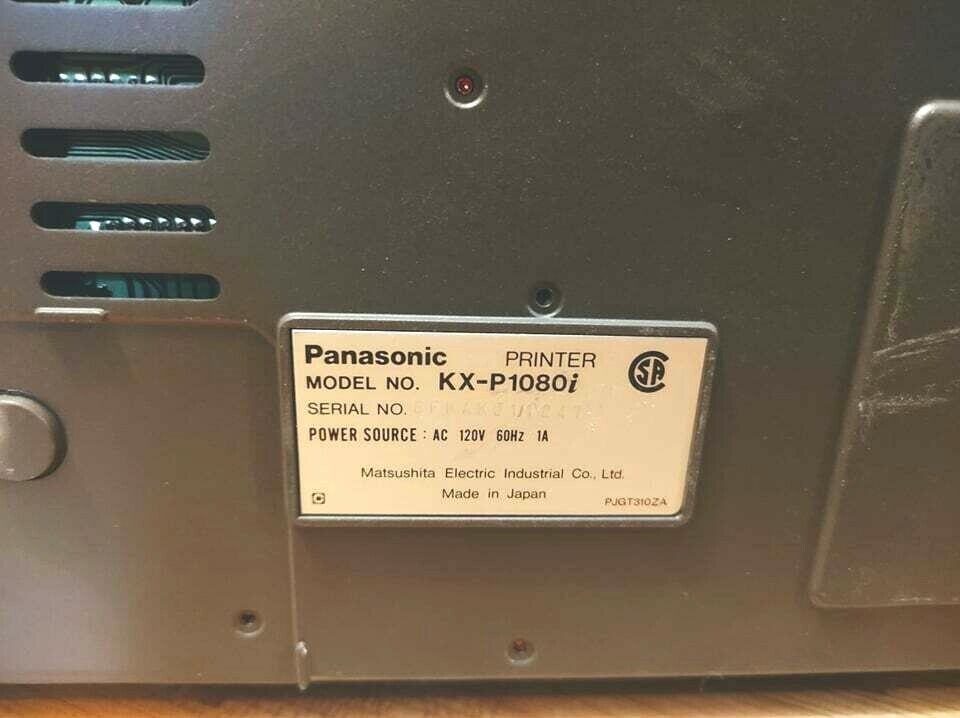 Panasonic PRINTER
MODEL NO. KX-P1080i
SERIAL NO.
POWER SOURCE : AC 120V 60Hz 1A
Matsushita Electric Industrial Co., Ltd.
Made in Japan
PJGT310ZA